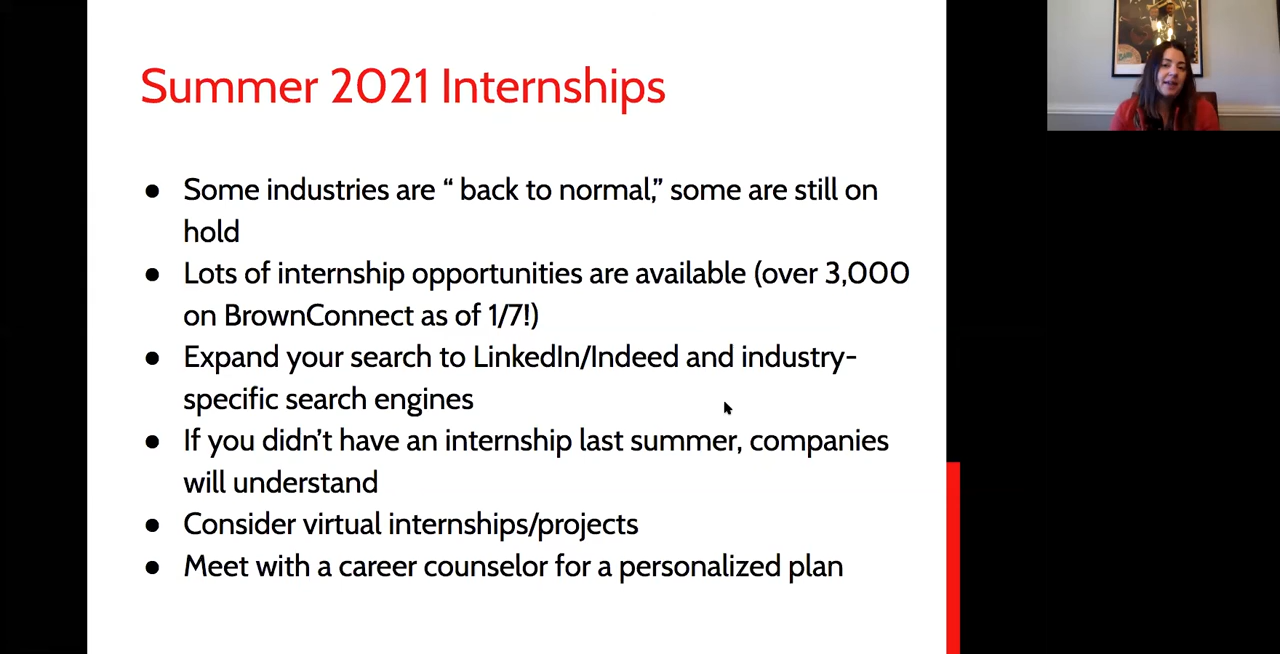 Summer 2021 Internships
● Some industries are “ back to normal,” some are still on
hold
● Lots of internship opportunities are available (over 3,000
on BrownConnect as of 1/7!)
● Expand your search to LinkedIn/Indeed and industry-
specific search engines
● If you didn’t have an internship last summer, companies
will understand
● Consider virtual internships/projects
● Meet with a career counselor for a personalized plan